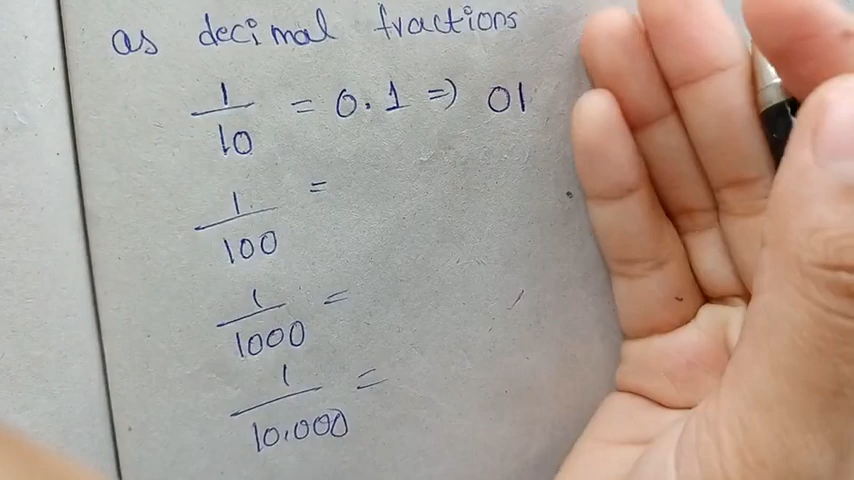 as decimal fractions
1/10 = 0.1 => 01
1/100 =
1/1000 =
1/10.000 =